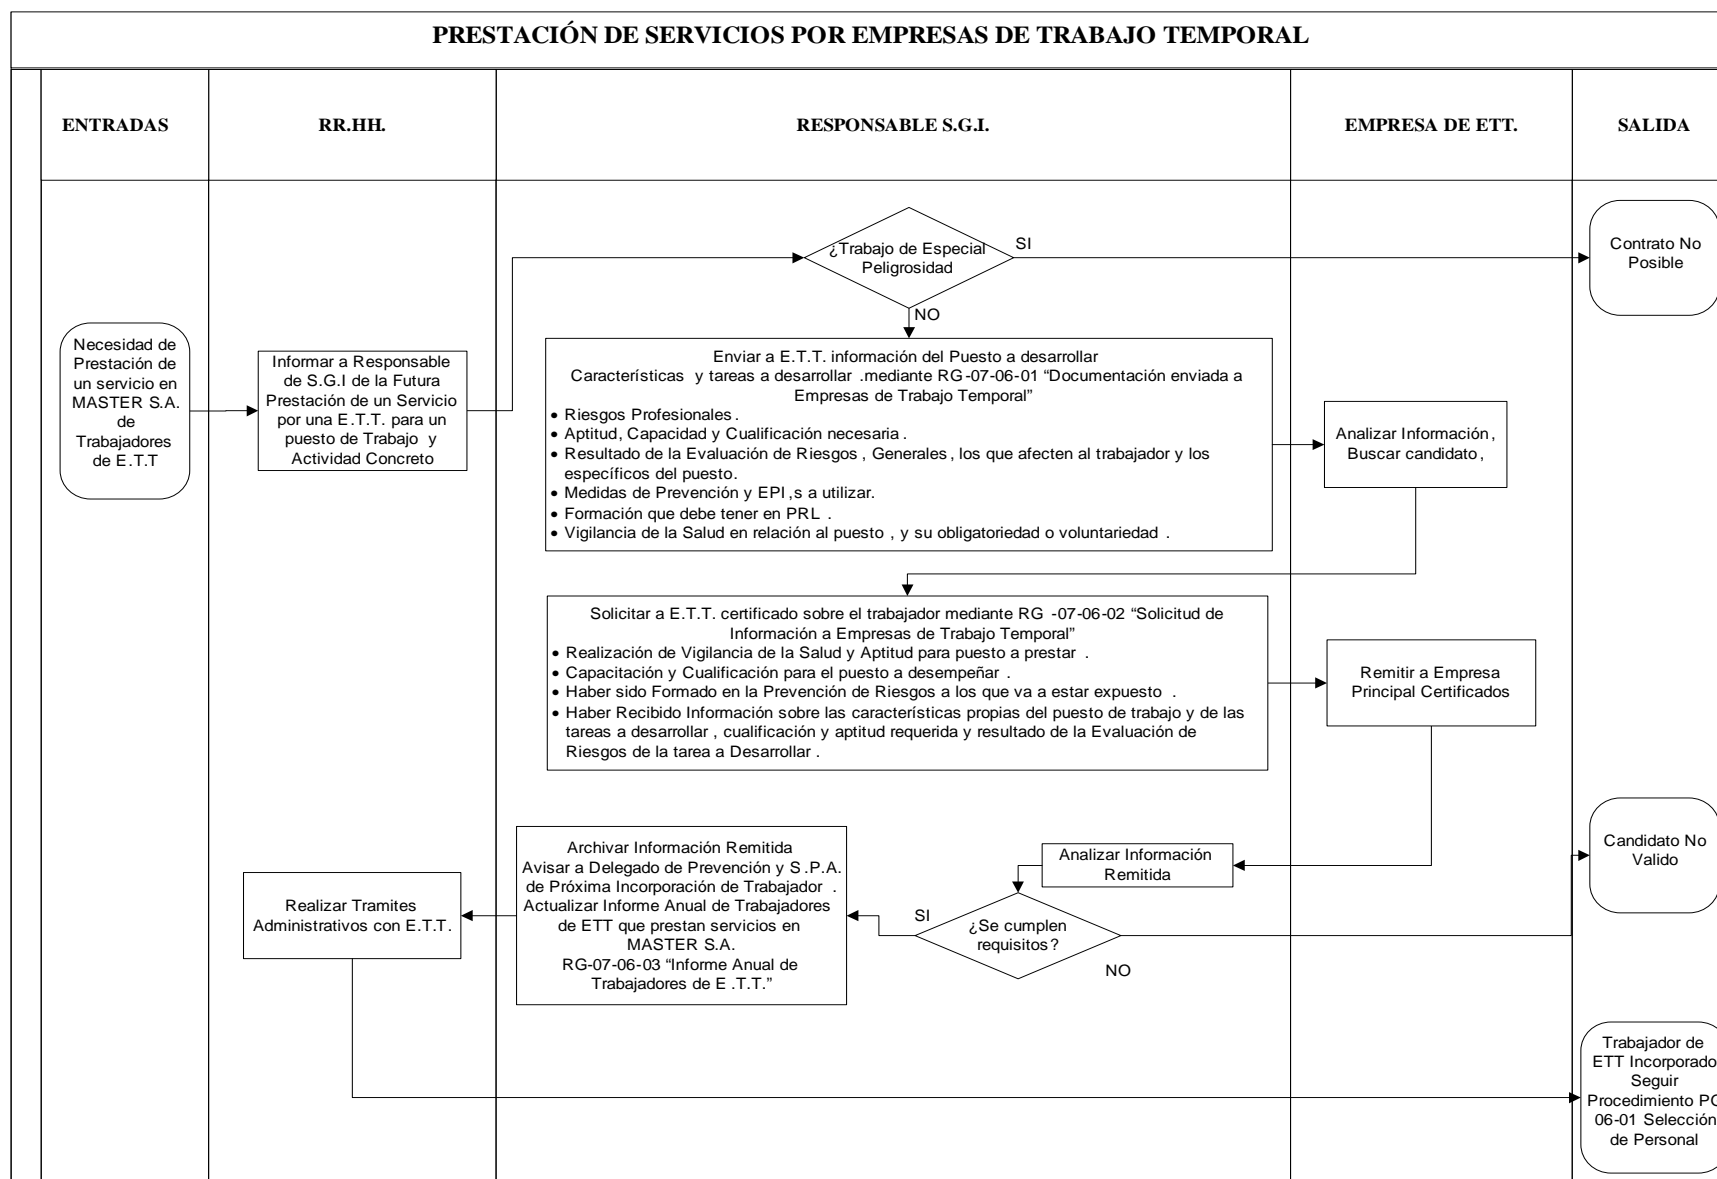 PRESTACIÓN DE SERVICIOS POR EMPRESAS DE TRABAJO TEMPORAL
ENTRADAS
RR.HH.
RESPONSABLE S.G.I.
EMPRESA DE ETT.
SALIDA
¿Trabajo de Especial
Peligrosidad
SI
NO
Contrato No
Posible
Necesidad de
Prestación de
un servicio en
MASTER S.A.
de
Trabajadores
de E.T.T
Informar a Responsable
de S.G.I de la Futura
Prestación de un Servicio
por una E.T.T. para un
puesto de Trabajo y
Actividad Concreto
Enviar a E.T.T. información del Puesto a desarrollar
Características y tareas a desarrollar .mediante RG-07-06-01 “Documentación enviada a
Empresas de Trabajo Temporal”
• Riesgos Profesionales.
• Aptitud, Capacidad y Cualificación necesaria.
• Resultado de la Evaluación de Riesgos, Generales, los que afecten al trabajador y los
específicos del puesto.
• Medidas de Prevención y EPI,s a utilizar.
• Formación que debe tener en PRL .
• Vigilancia de la Salud en relación al puesto , y su obligatoriedad o voluntariedad .
Analizar Información,
Buscar candidato,
Solicitar a E.T.T. certificado sobre el trabajador mediante RG -07-06-02 “Solicitud de
Información a Empresas de Trabajo Temporal”
• Realización de Vigilancia de la Salud y Aptitud para puesto a prestar .
• Capacitación y Cualificación para el puesto a desempeñar .
• Haber sido Formado en la Prevención de Riesgos a los que va a estar expuesto .
• Haber Recibido Información sobre las características propias del puesto de trabajo y de las
tareas a desarrollar , cualificación y aptitud requerida y resultado de la Evaluación de
Riesgos de la tarea a Desarrollar .
Remitir a Empresa
Principal Certificados
Analizar Información
Remitida
¿Se cumplen
requisitos?
SI
NO
Candidato No
Valido
Archivar Información Remitida
Avisar a Delegado de Prevención y S.P.A.
de Próxima Incorporación de Trabajador .
Actualizar Informe Anual de Trabajadores
de ETT que prestan servicios en
MASTER S.A.
RG-07-06-03 “Informe Anual de
Trabajadores de E.T.T.”
Realizar Tramites
Administrativos con E.T.T.
Trabajador de
ETT Incorporado
Seguir
Procedimiento PG
06-01 Selección
de Personal